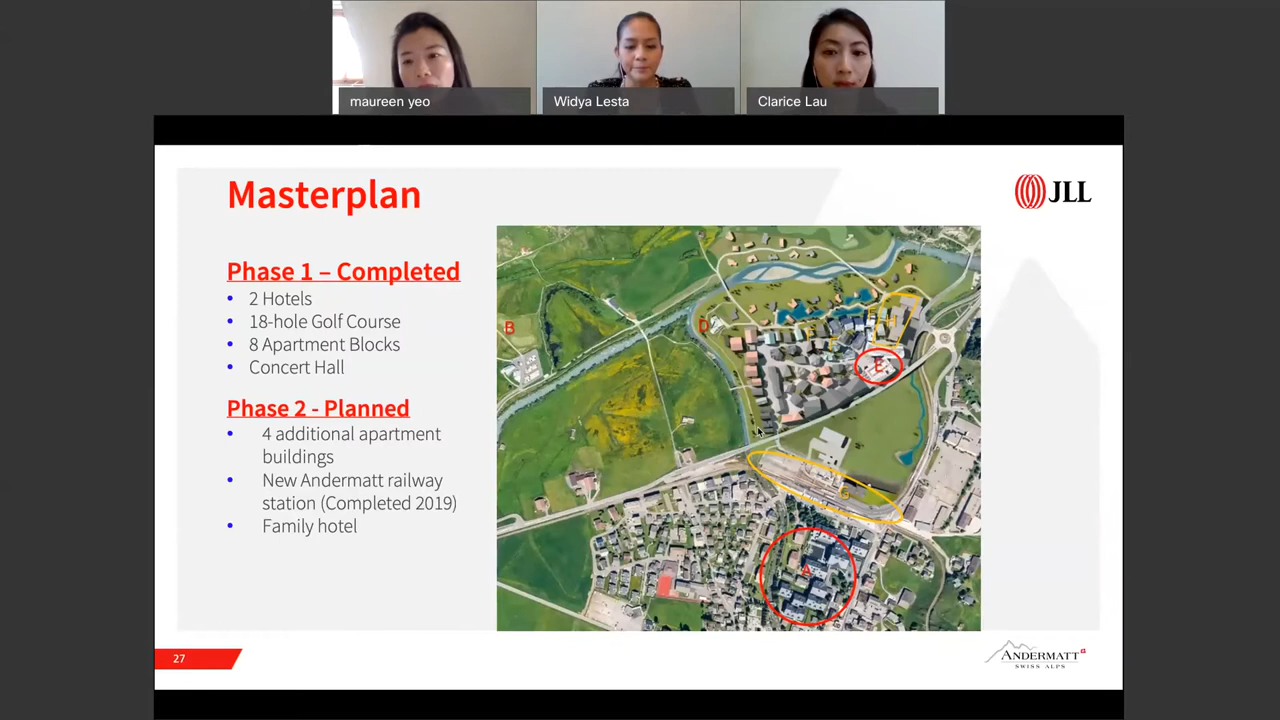 maureen yeo
Widya Lesta
Clarice Lau
Masterplan
JLL
Phase 1 – Completed
• 2 Hotels
• 18-hole Golf Course
• 8 Apartment Blocks
• Concert Hall
Phase 2 - Planned
• 4 additional apartment
buildings
• New Andermatt railway
station (Completed 2019)
• Family hotel
B
D
H
E
G
A
27
ANDERMATT
SWISS ALPS